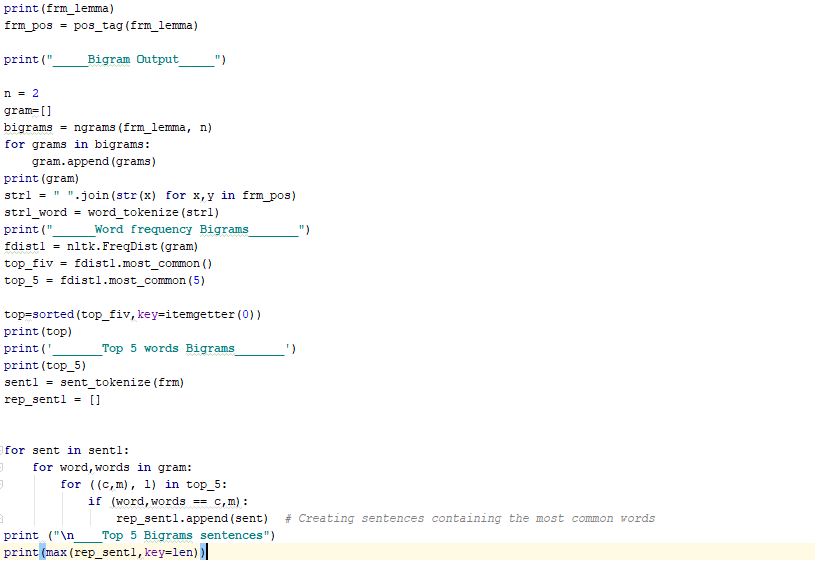 print(frm_lemma)
frm_pos = pos_tag(frm_lemma)
print("_____Bigram Output_____")
n = 2
gram=[]
bigrams = ngrams(frm_lemma, n)
for grams in bigrams:
    gram.append(grams)
print(gram)
str1 = " ".join(str(x) for x,y in frm_pos)
str1_word = word_tokenize(str1)
print("______Word frequency Bigrams_______")
fdist1 = nltk.FreqDist(gram)
top_fiv = fdist1.most_common()
top_5 = fdist1.most_common(5)
top=sorted(top_fiv,key=itemgetter(0))
print(top)
print('_______Top 5 words Bigrams_______')
print(top_5)
sent1 = sent_tokenize(frm)
rep_sent1 = []
for sent in sent1:
    for word,words in gram:
        for ((c,m), l) in top_5:
            if (word,words == c,m):
                rep_sent1.append(sent)  # Creating sentences containing the most common words
print ("\n____Top 5 Bigrams sentences")
print(max(rep_sent1,key=len))